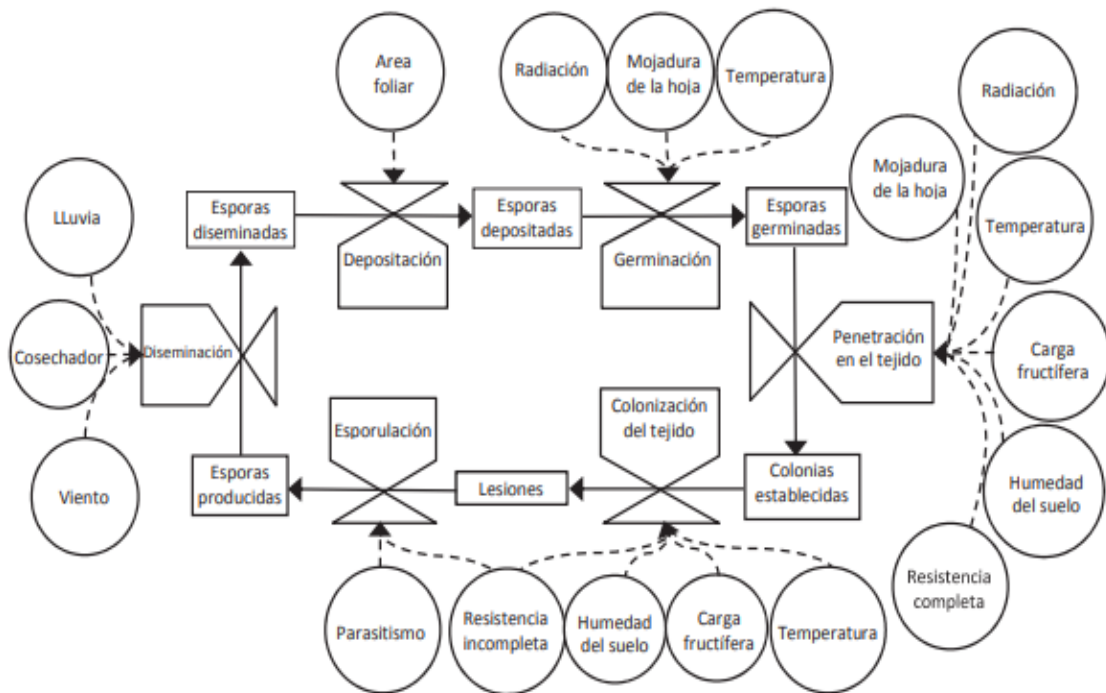 Area
foliar
Radiación
Mojadura
de la hoja
Temperatura
Radiación
Mojadura
de la hoja
LLuvia
Esporas
diseminadas
Esporas
depositadas
Esporas
germinadas
Temperatura
Depositación
Germinación
Cosechador
Diseminación
Penetración
en el tejido
Carga
fructífera
Esporulación
Colonización
del tejido
Viento
Esporas
producidas
Lesiones
Colonias
establecidas
Humedad
del suelo
Resistencia
completa
Parasitismo
Resistencia
incompleta
Humedad
del suelo
Carga
fructífera
Temperatura